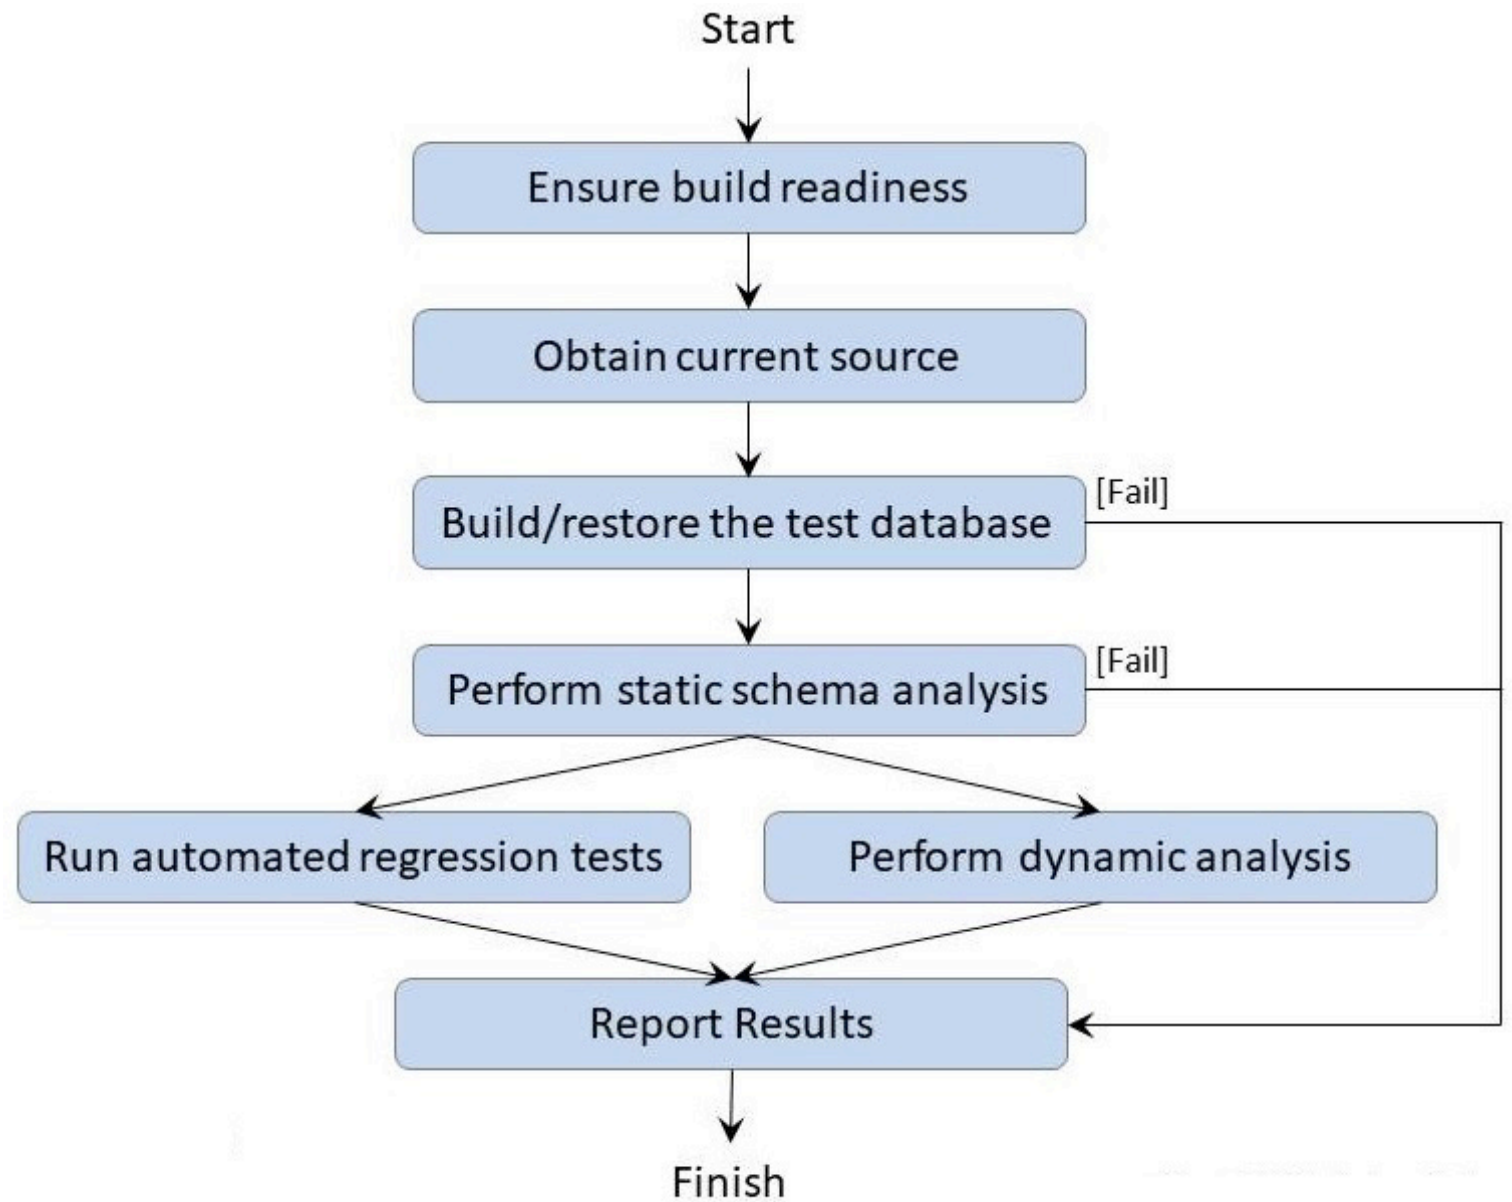 Start
Ensure build readiness
Obtain current source
[Fail]
Build/restore the test database
[Fail]
Perform static schema analysis
Run automated regression tests
Perform dynamic analysis
Report Results
Finish